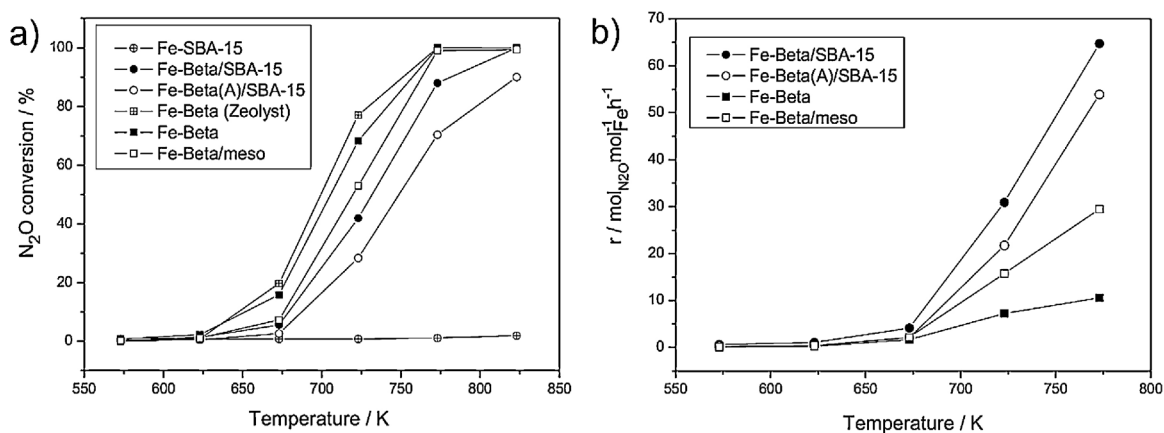 a)
Fe-SBA-15
Fe-Beta/SBA-15
Fe-Beta(A)/SBA-15
Fe-Beta (Zeolyst)
Fe-Beta
Fe-Beta/meso
N₂O conversion / %
100
80
60
40
20
0
550 600 650 700 750 800 850
Temperature / K
b)
Fe-Beta/SBA-15
Fe-Beta(A)/SBA-15
Fe-Beta
Fe-Beta/meso
r / mol_N2O mol⁻¹_Fe h⁻¹
70
60
50
40
30
20
10
0
550 600 650 700 750 800
Temperature / K